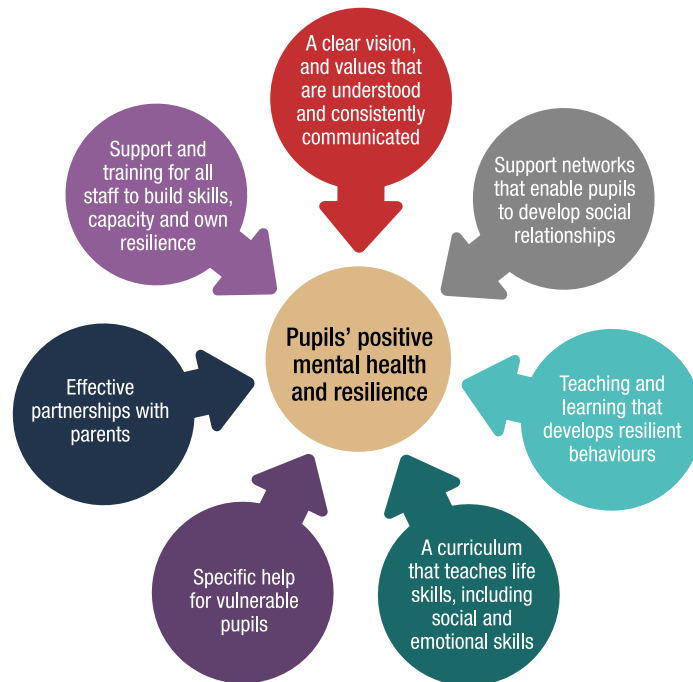 A clear vision,
and values that
are understood
and consistently
communicated
Support networks
that enable pupils
to develop social
relationships
Teaching and
learning that
develops resilient
behaviours
A curriculum
that teaches life
skills, including
social and
emotional skills
Specific help
for vulnerable
pupils
Effective
partnerships with
parents
Support and
training for all
staff to build skills,
capacity and own
resilience
Pupils’ positive
mental health
and resilience